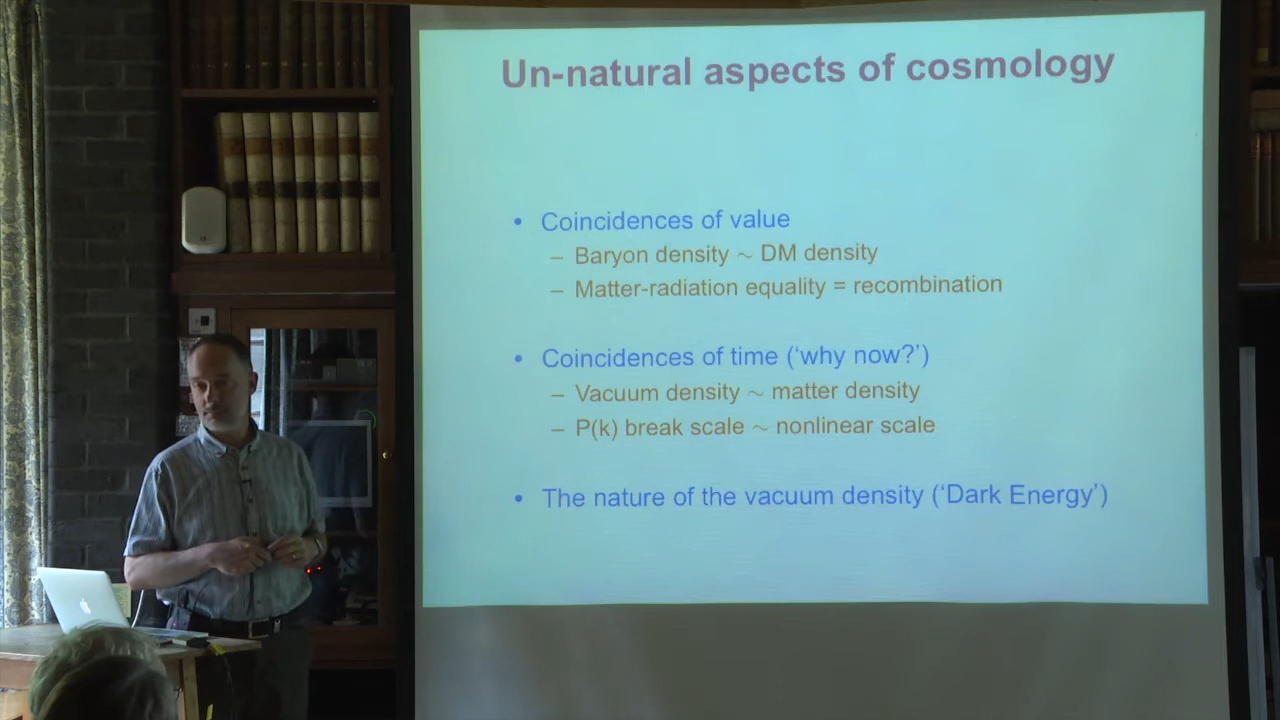 Un-natural aspects of cosmology
• Coincidences of value
– Baryon density ~ DM density
– Matter-radiation equality = recombination
• Coincidences of time (‘why now?’)
– Vacuum density ~ matter density
– P(k) break scale ~ nonlinear scale
• The nature of the vacuum density (‘Dark Energy’)